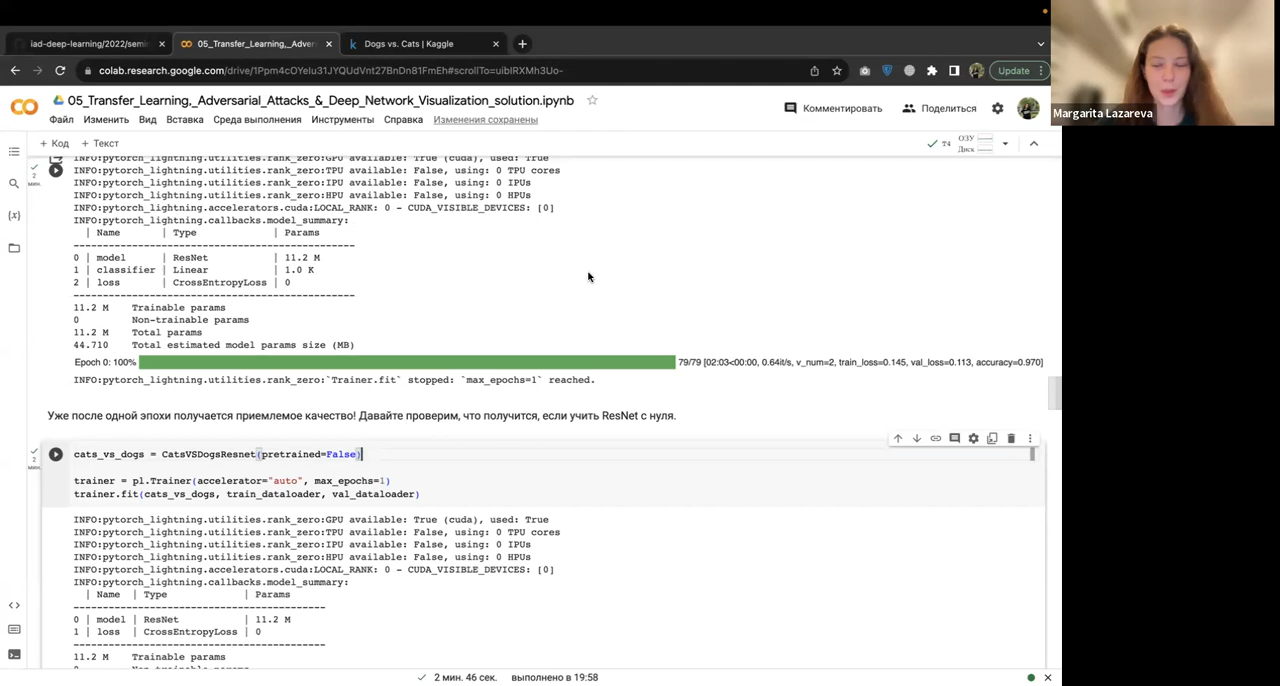 iad-deep-learning/2022/semi
05_Transfer_Learning,_Advers
Dogs vs. Cats | Kaggle
colab.research.google.com/drive/1Ppm4cOYeIu31JYQUdVnt27BnDn81FmEh#scrollTo=uibIRXMh3Uo-
Update
Margarita Lazareva
05_Transfer_Learning,_Adversarial_Attacks_&_Deep_Network_Visualization_solution.ipynb
Комментировать
Поделиться
Файл Изменить Вид Вставка Среда выполнения Инструменты Справка Изменения сохранены
+ Код + Текст
T4
ОЗУ
Диск
2
мин.
INFO:pytorch_lightning.utilities.rank_zero:GPU available: True (cuda), used: True
INFO:pytorch_lightning.utilities.rank_zero:TPU available: False, using: 0 TPU cores
INFO:pytorch_lightning.utilities.rank_zero:IPU available: False, using: 0 IPUs
INFO:pytorch_lightning.utilities.rank_zero:HPU available: False, using: 0 HPUs
INFO:pytorch_lightning.accelerators.cuda:LOCAL_RANK: 0 - CUDA_VISIBLE_DEVICES: [0]
INFO:pytorch_lightning.callbacks.model_summary:
| Name | Type | Params
-----------------------------------------------
0 | model | ResNet | 11.2 M
1 | classifier | Linear | 1.0 K
2 | loss | CrossEntropyLoss | 0
-----------------------------------------------
11.2 M Trainable params
0 Non-trainable params
11.2 M Total params
44.710 Total estimated model params size (MB)
Epoch 0: 100% 79/79 [02:03<00:00, 0.64it/s, v_num=2, train_loss=0.145, val_loss=0.113, accuracy=0.970]
INFO:pytorch_lightning.utilities.rank_zero:`Trainer.fit` stopped: `max_epochs=1` reached.
Уже после одной эпохи получается приемлемое качество! Давайте проверим, что получится, если учить ResNet с нуля.
2
мин.
cats_vs_dogs = CatsVSDogsResnet(pretrained=False)
trainer = pl.Trainer(accelerator="auto", max_epochs=1)
trainer.fit(cats_vs_dogs, train_dataloader, val_dataloader)
INFO:pytorch_lightning.utilities.rank_zero:GPU available: True (cuda), used: True
INFO:pytorch_lightning.utilities.rank_zero:TPU available: False, using: 0 TPU cores
INFO:pytorch_lightning.utilities.rank_zero:IPU available: False, using: 0 IPUs
INFO:pytorch_lightning.utilities.rank_zero:HPU available: False, using: 0 HPUs
INFO:pytorch_lightning.accelerators.cuda:LOCAL_RANK: 0 - CUDA_VISIBLE_DEVICES: [0]
INFO:pytorch_lightning.callbacks.model_summary:
| Name | Type | Params
-------------------------------------------
0 | model | ResNet | 11.2 M
1 | loss | CrossEntropyLoss | 0
-------------------------------------------
11.2 M Trainable params
2 мин. 46 сек. выполнено в 19:58